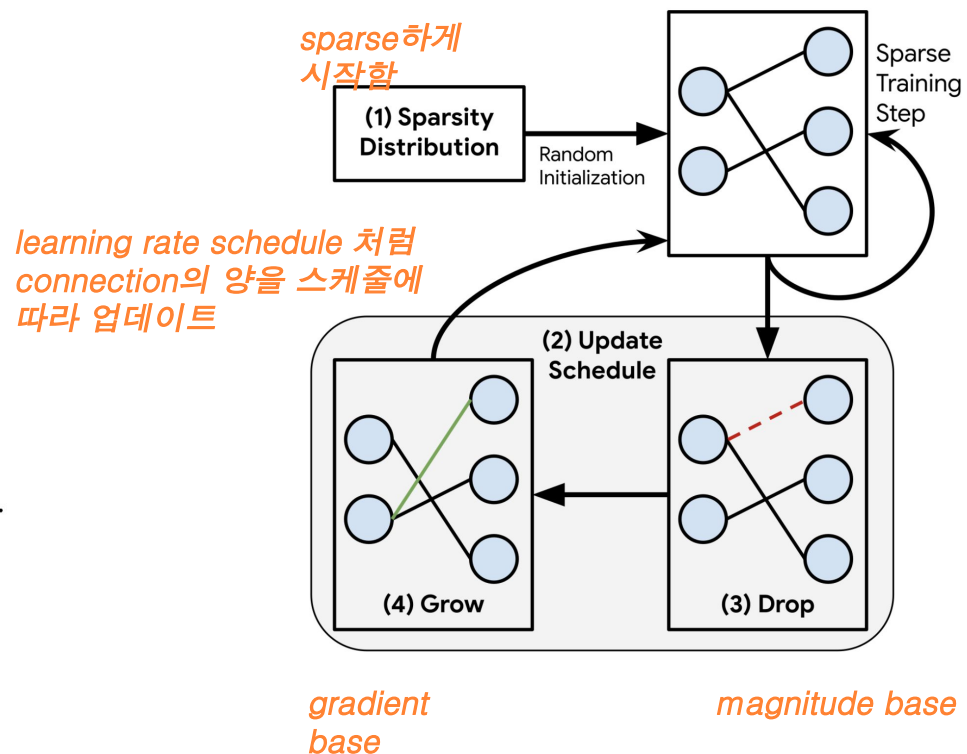 sparse하게
시작함
(1) Sparsity
Distribution
Random
Initialization
Sparse
Training
Step
learning rate schedule 처럼
connection의 양을 스케줄에
따라 업데이트
(2) Update
Schedule
(4) Grow
(3) Drop
gradient
base
magnitude base